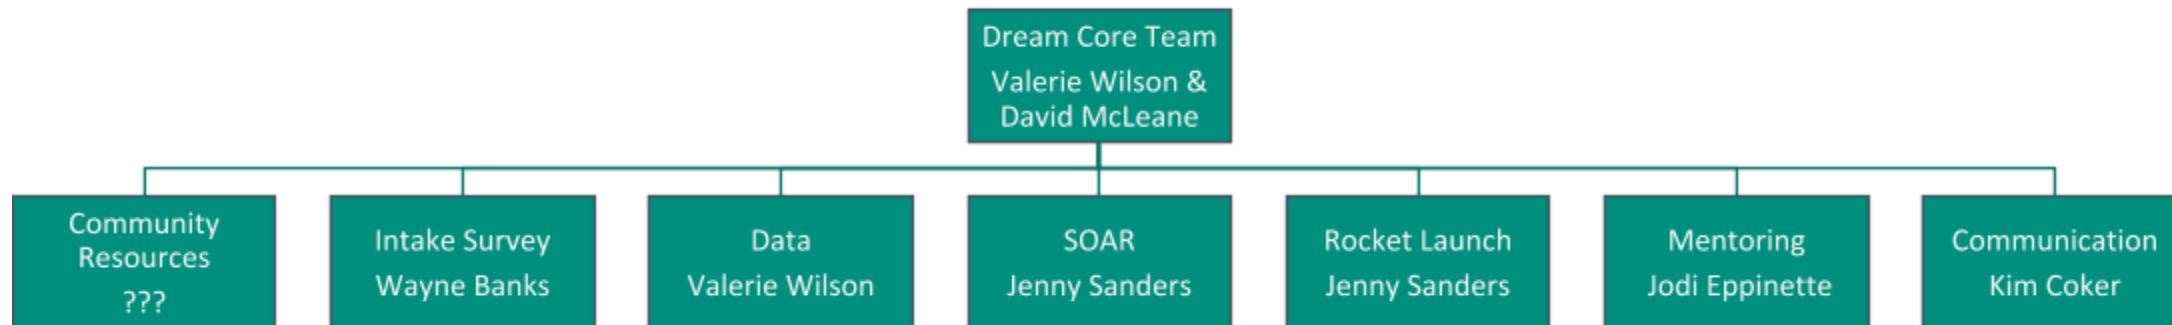 Dream Core Team
Valerie Wilson &
David McLeane
Community
Resources
???
Intake Survey
Wayne Banks
Data
Valerie Wilson
SOAR
Jenny Sanders
Rocket Launch
Jenny Sanders
Mentoring
Jodi Eppinette
Communication
Kim Coker